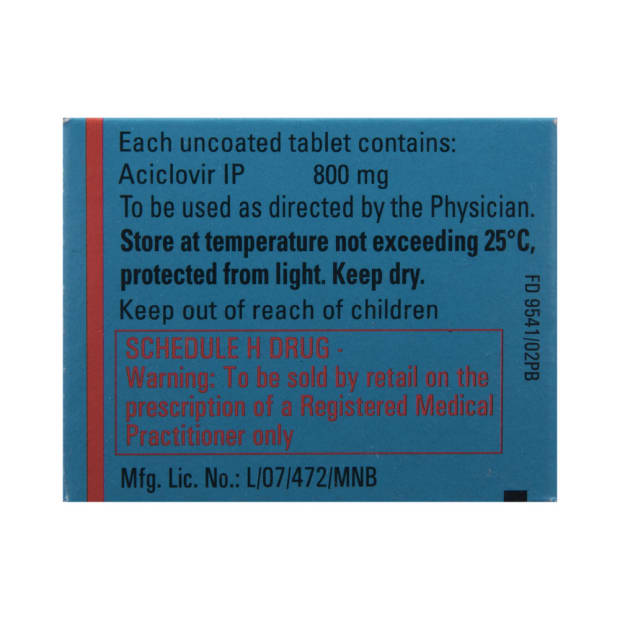 Each uncoated tablet contains:
Aciclovir IP 800 mg
To be used as directed by the Physician.
Store at temperature not exceeding 25°C,
protected from light. Keep dry.
Keep out of reach of children
SCHEDULE H DRUG -
Warning: To be sold by retail on the
prescription of a Registered Medical
Practitioner only
Mfg. Lic. No.: L/07/472/MNB
FD 9541/02PB